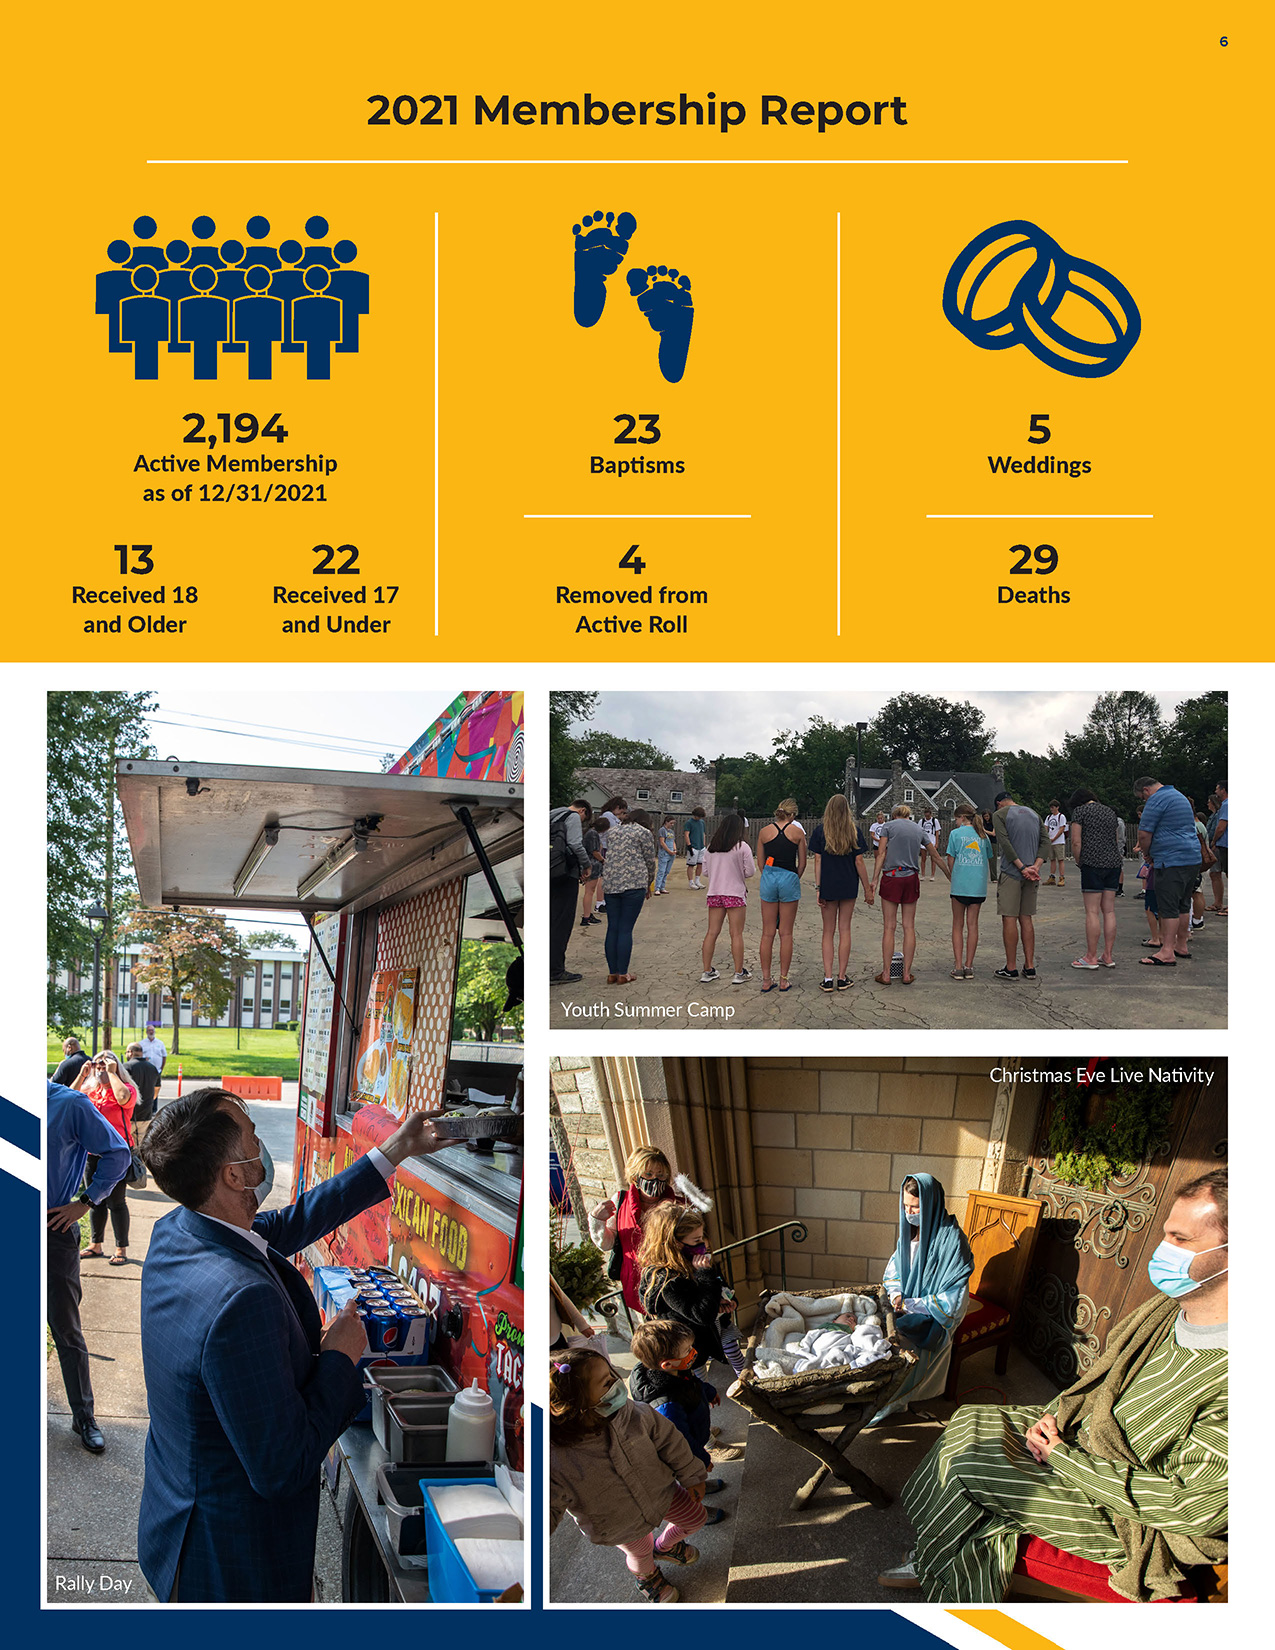 6
2021 Membership Report
2,194
Active Membership
as of 12/31/2021
13
Received 18
and Older
22
Received 17
and Under
23
Baptisms
4
Removed from
Active Roll
5
Weddings
29
Deaths
Youth Summer Camp
Christmas Eve Live Nativity
XICAN FOOD
TAC
Rally Day